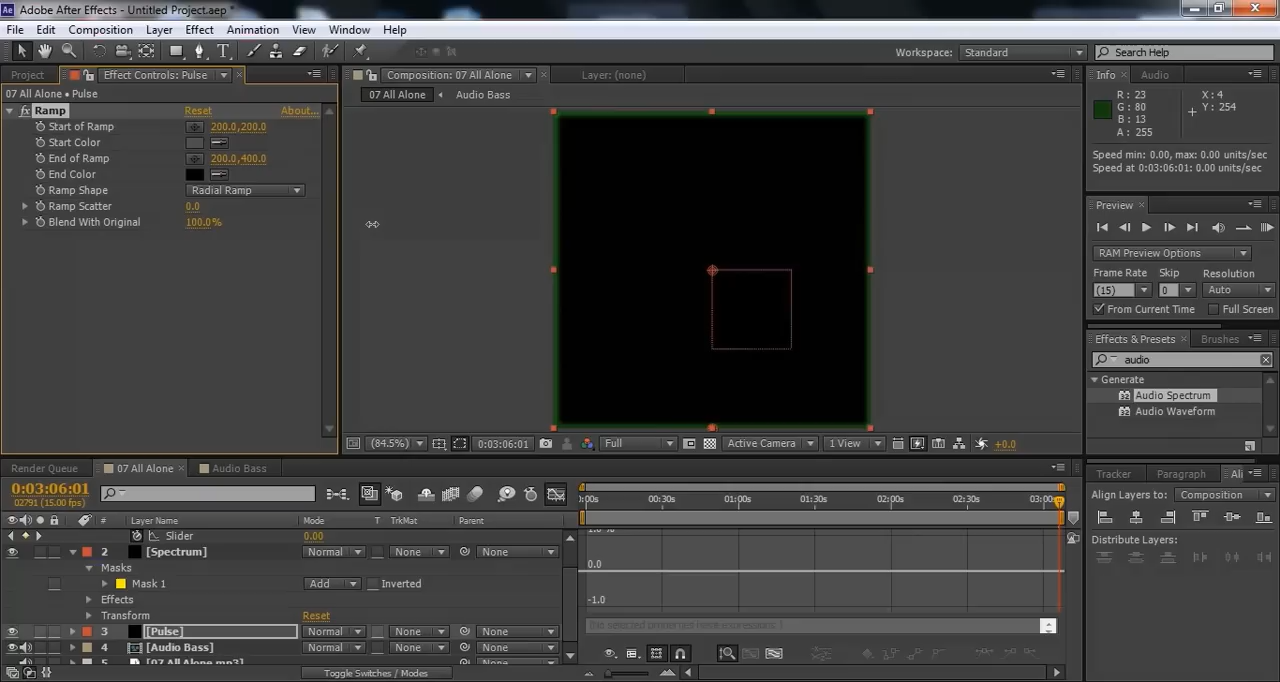 Adobe After Effects - Untitled Project.aep *
File Edit Composition Layer Effect Animation View Window Help
Workspace: Standard Search Help
Project Effect Controls: Pulse Composition: 07 All Alone Layer: (none) Info Audio
07 All Alone • Pulse 07 All Alone Audio Bass
fx Ramp Reset About...
Start of Ramp 200.0,200.0
Start Color
End of Ramp 200.0,400.0
End Color
Ramp Shape Radial Ramp
Ramp Scatter 0.0
Blend With Original 100.0%
R: 23 X: 4
G: 80 Y: 254
B: 13
A: 255
Speed min: 0.00, max: 0.00 units/sec
Speed at 0:03:06:01: 0.00 units/sec
Preview
RAM Preview Options
Frame Rate Skip Resolution
(15) 0 Auto
From Current Time Full Screen
Effects & Presets Brushes
audio
Generate
Audio Spectrum
Audio Waveform
(84.5%) 0:03:06:01 Full Active Camera 1 View +0.0
Render Queue 07 All Alone Audio Bass
0:03:06:01
02791 (15.00 fps)
:00s 00:30s 01:00s 01:30s 02:00s 02:30s 03:00s
# Layer Name Mode T TrkMat Parent
Slider 0.00
2 [Spectrum] Normal None None
Masks
Mask 1 Add Inverted
Effects
Transform Reset
3 [Pulse] Normal None None
4 [Audio Bass] Normal None None
5 [07 All Alone.mp3]
Toggle Switches / Modes
0.0
-1.0
Tracker Paragraph Ali
Align Layers to: Composition
Distribute Layers: